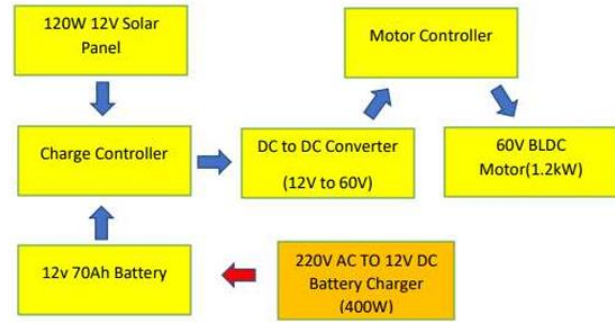 120W 12V Solar
Panel
Motor Controller
Charge Controller
DC to DC Converter
(12V to 60V)
60V BLDC
Motor(1.2kW)
12v 70Ah Battery
220V AC TO 12V DC
Battery Charger
(400W)